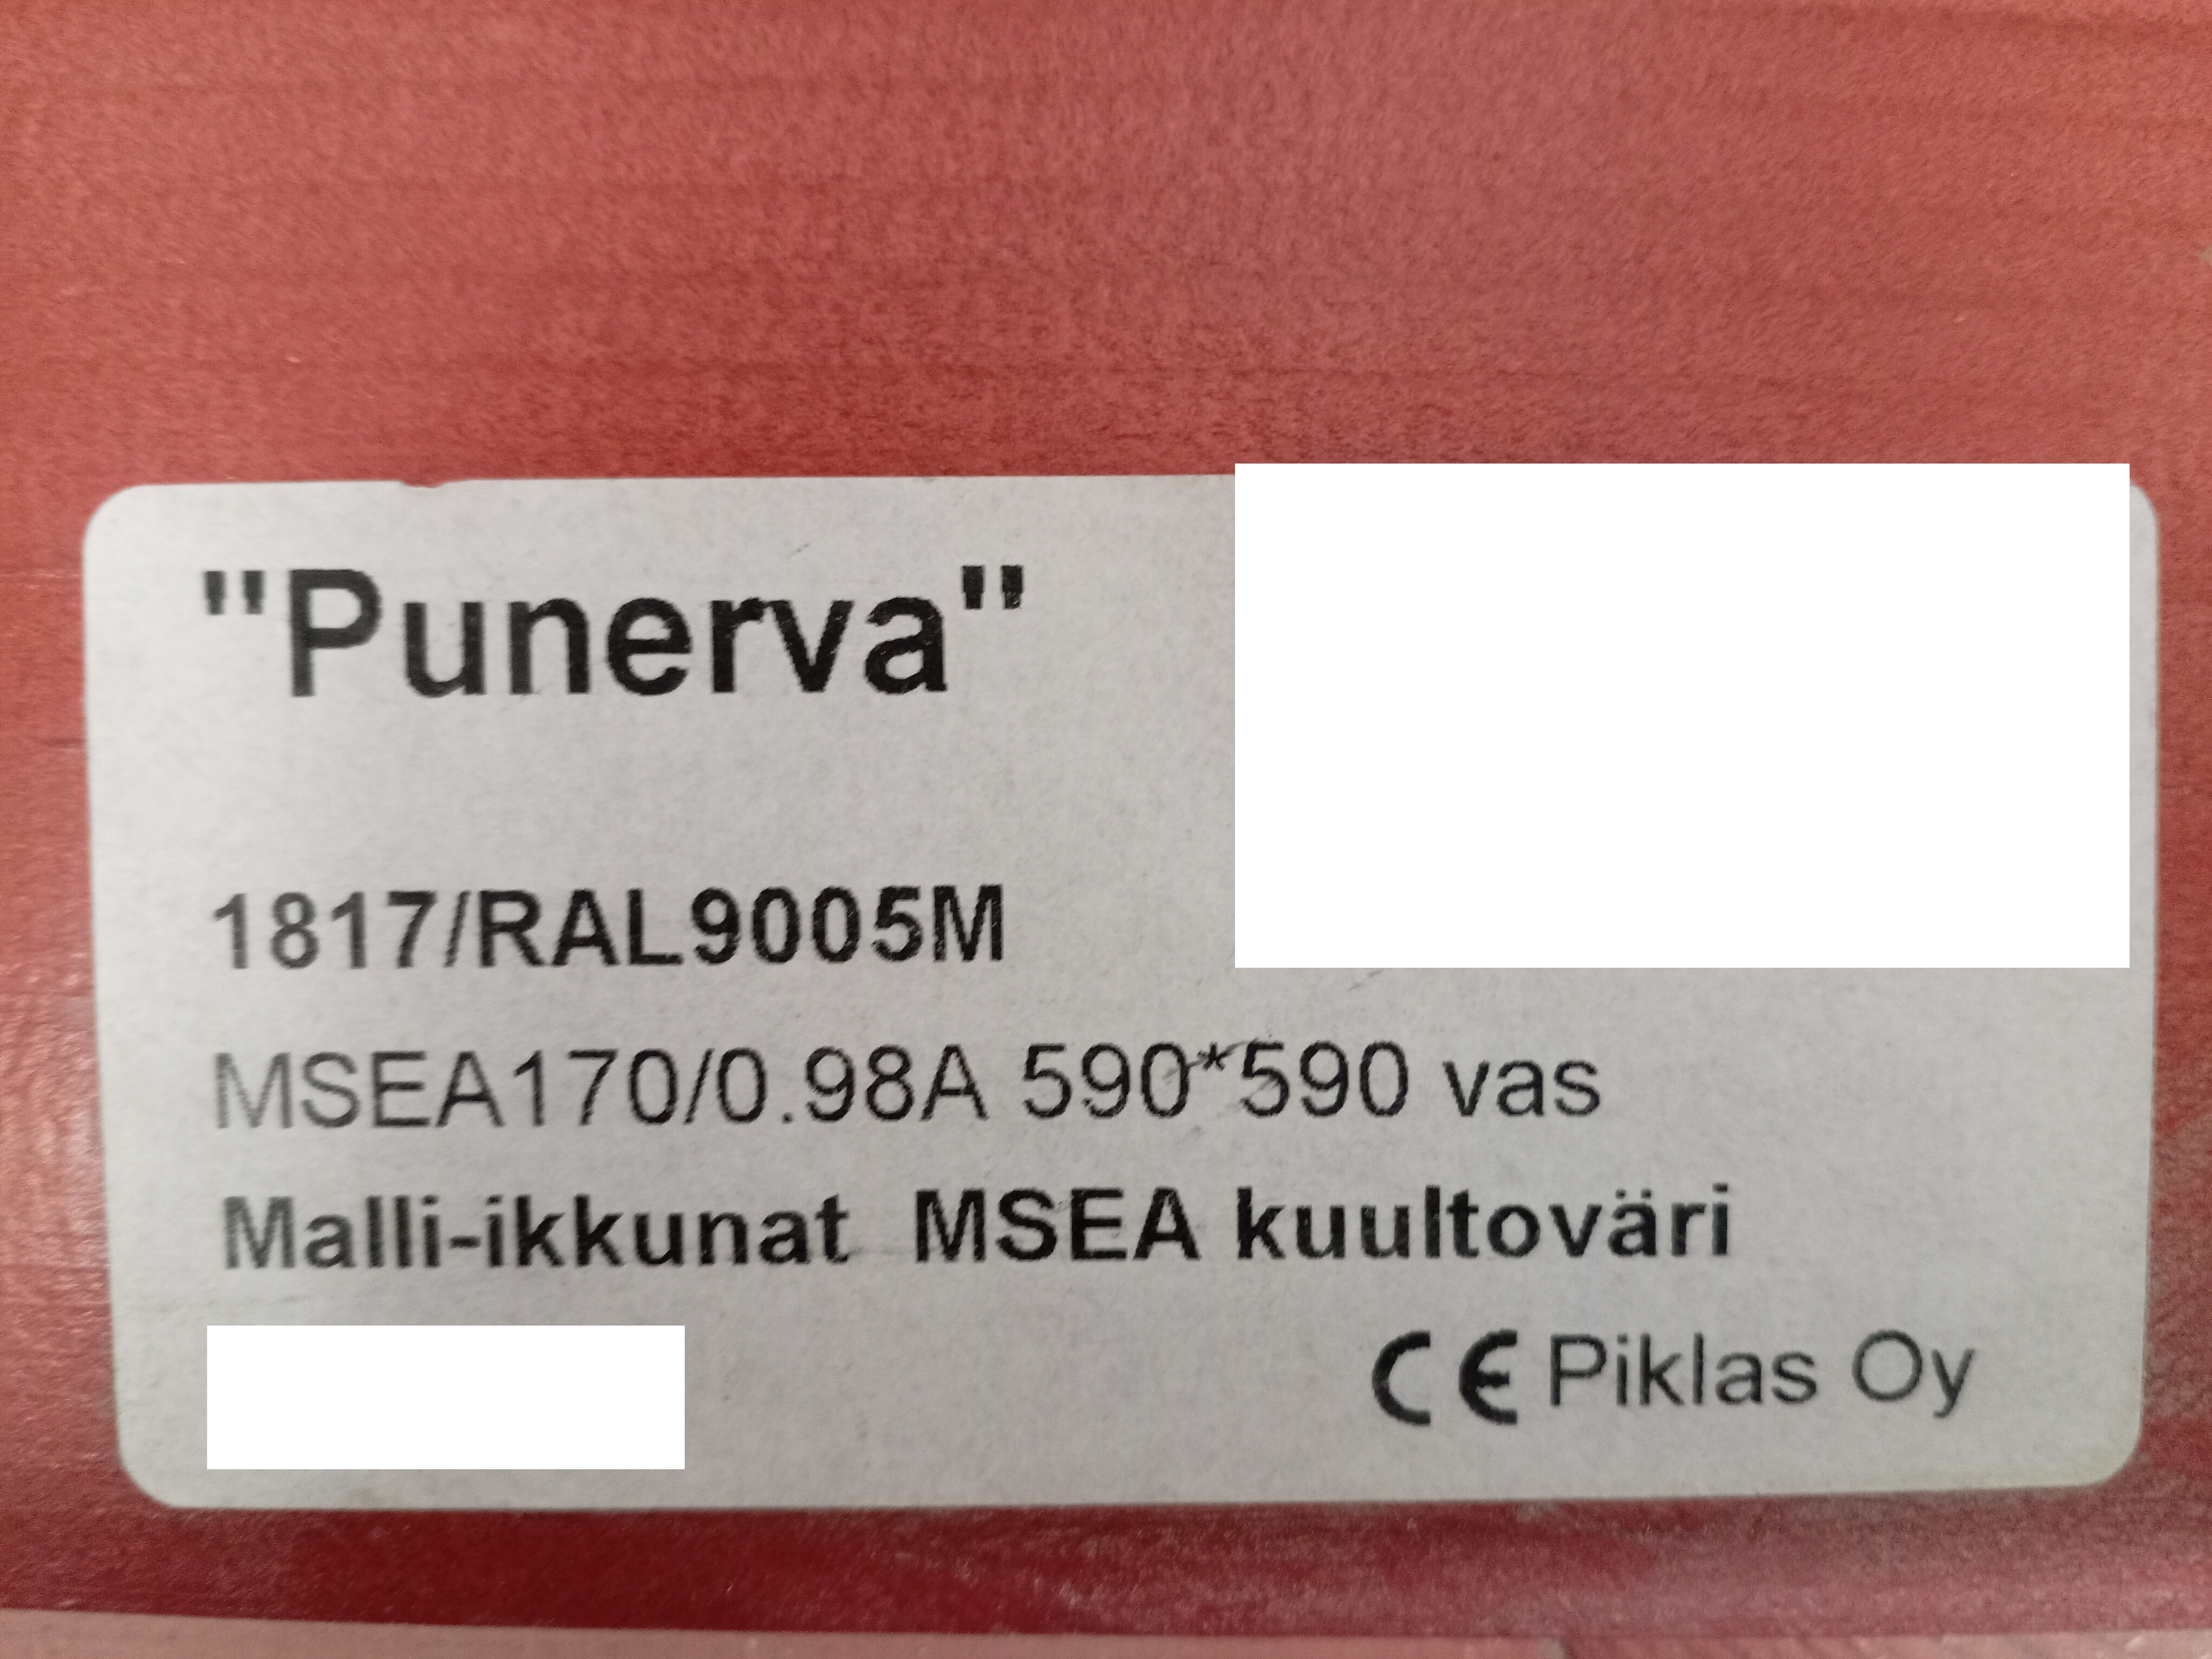 "Punerva"
1817/RAL9005M
MSEA170/0.98A 590*590 vas
Malli-ikkunat MSEA kuultoväri
CE Piklas Oy